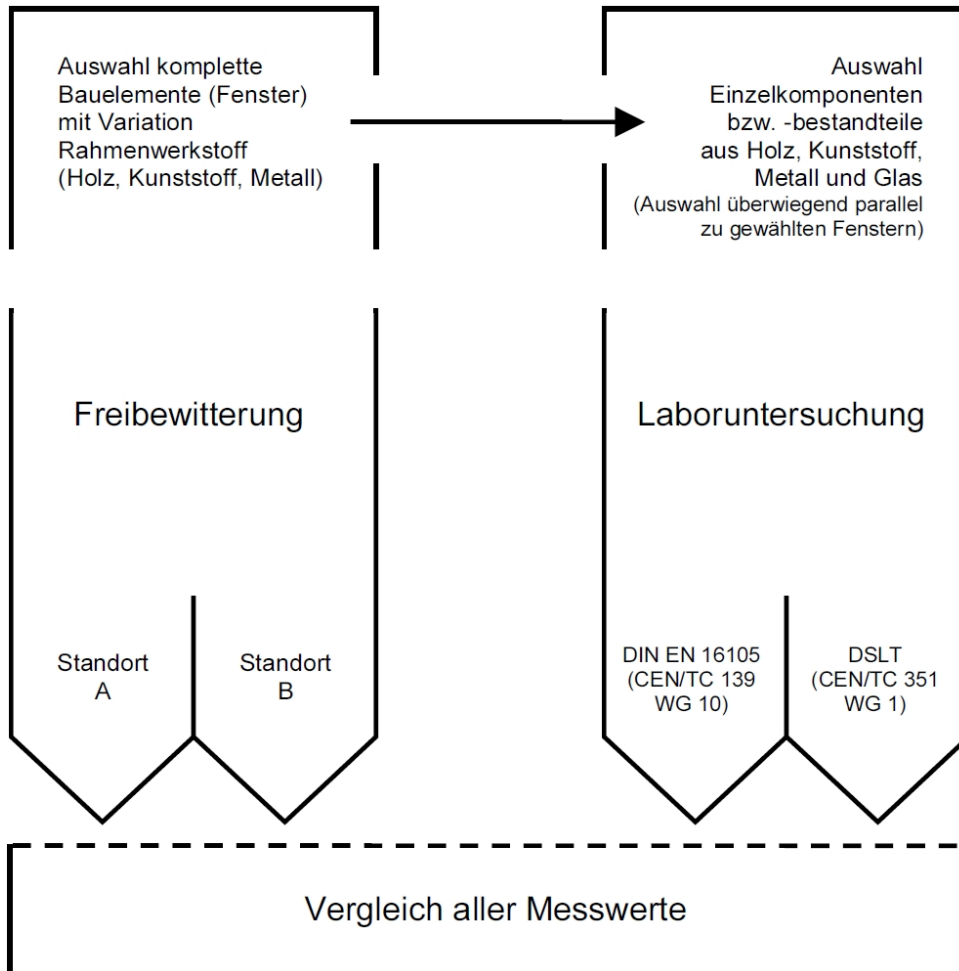 Auswahl komplette
Bauelemente (Fenster)
mit Variation
Rahmenwerkstoff
(Holz, Kunststoff, Metall)
Auswahl
Einzelkomponenten
bzw. -bestandteile
aus Holz, Kunststoff,
Metall und Glas
(Auswahl überwiegend parallel
zu gewählten Fenstern)
Freibewitterung
Laboruntersuchung
Standort
A
Standort
B
DIN EN 16105
(CEN/TC 139
WG 10)
DSLT
(CEN/TC 351
WG 1)
Vergleich aller Messwerte